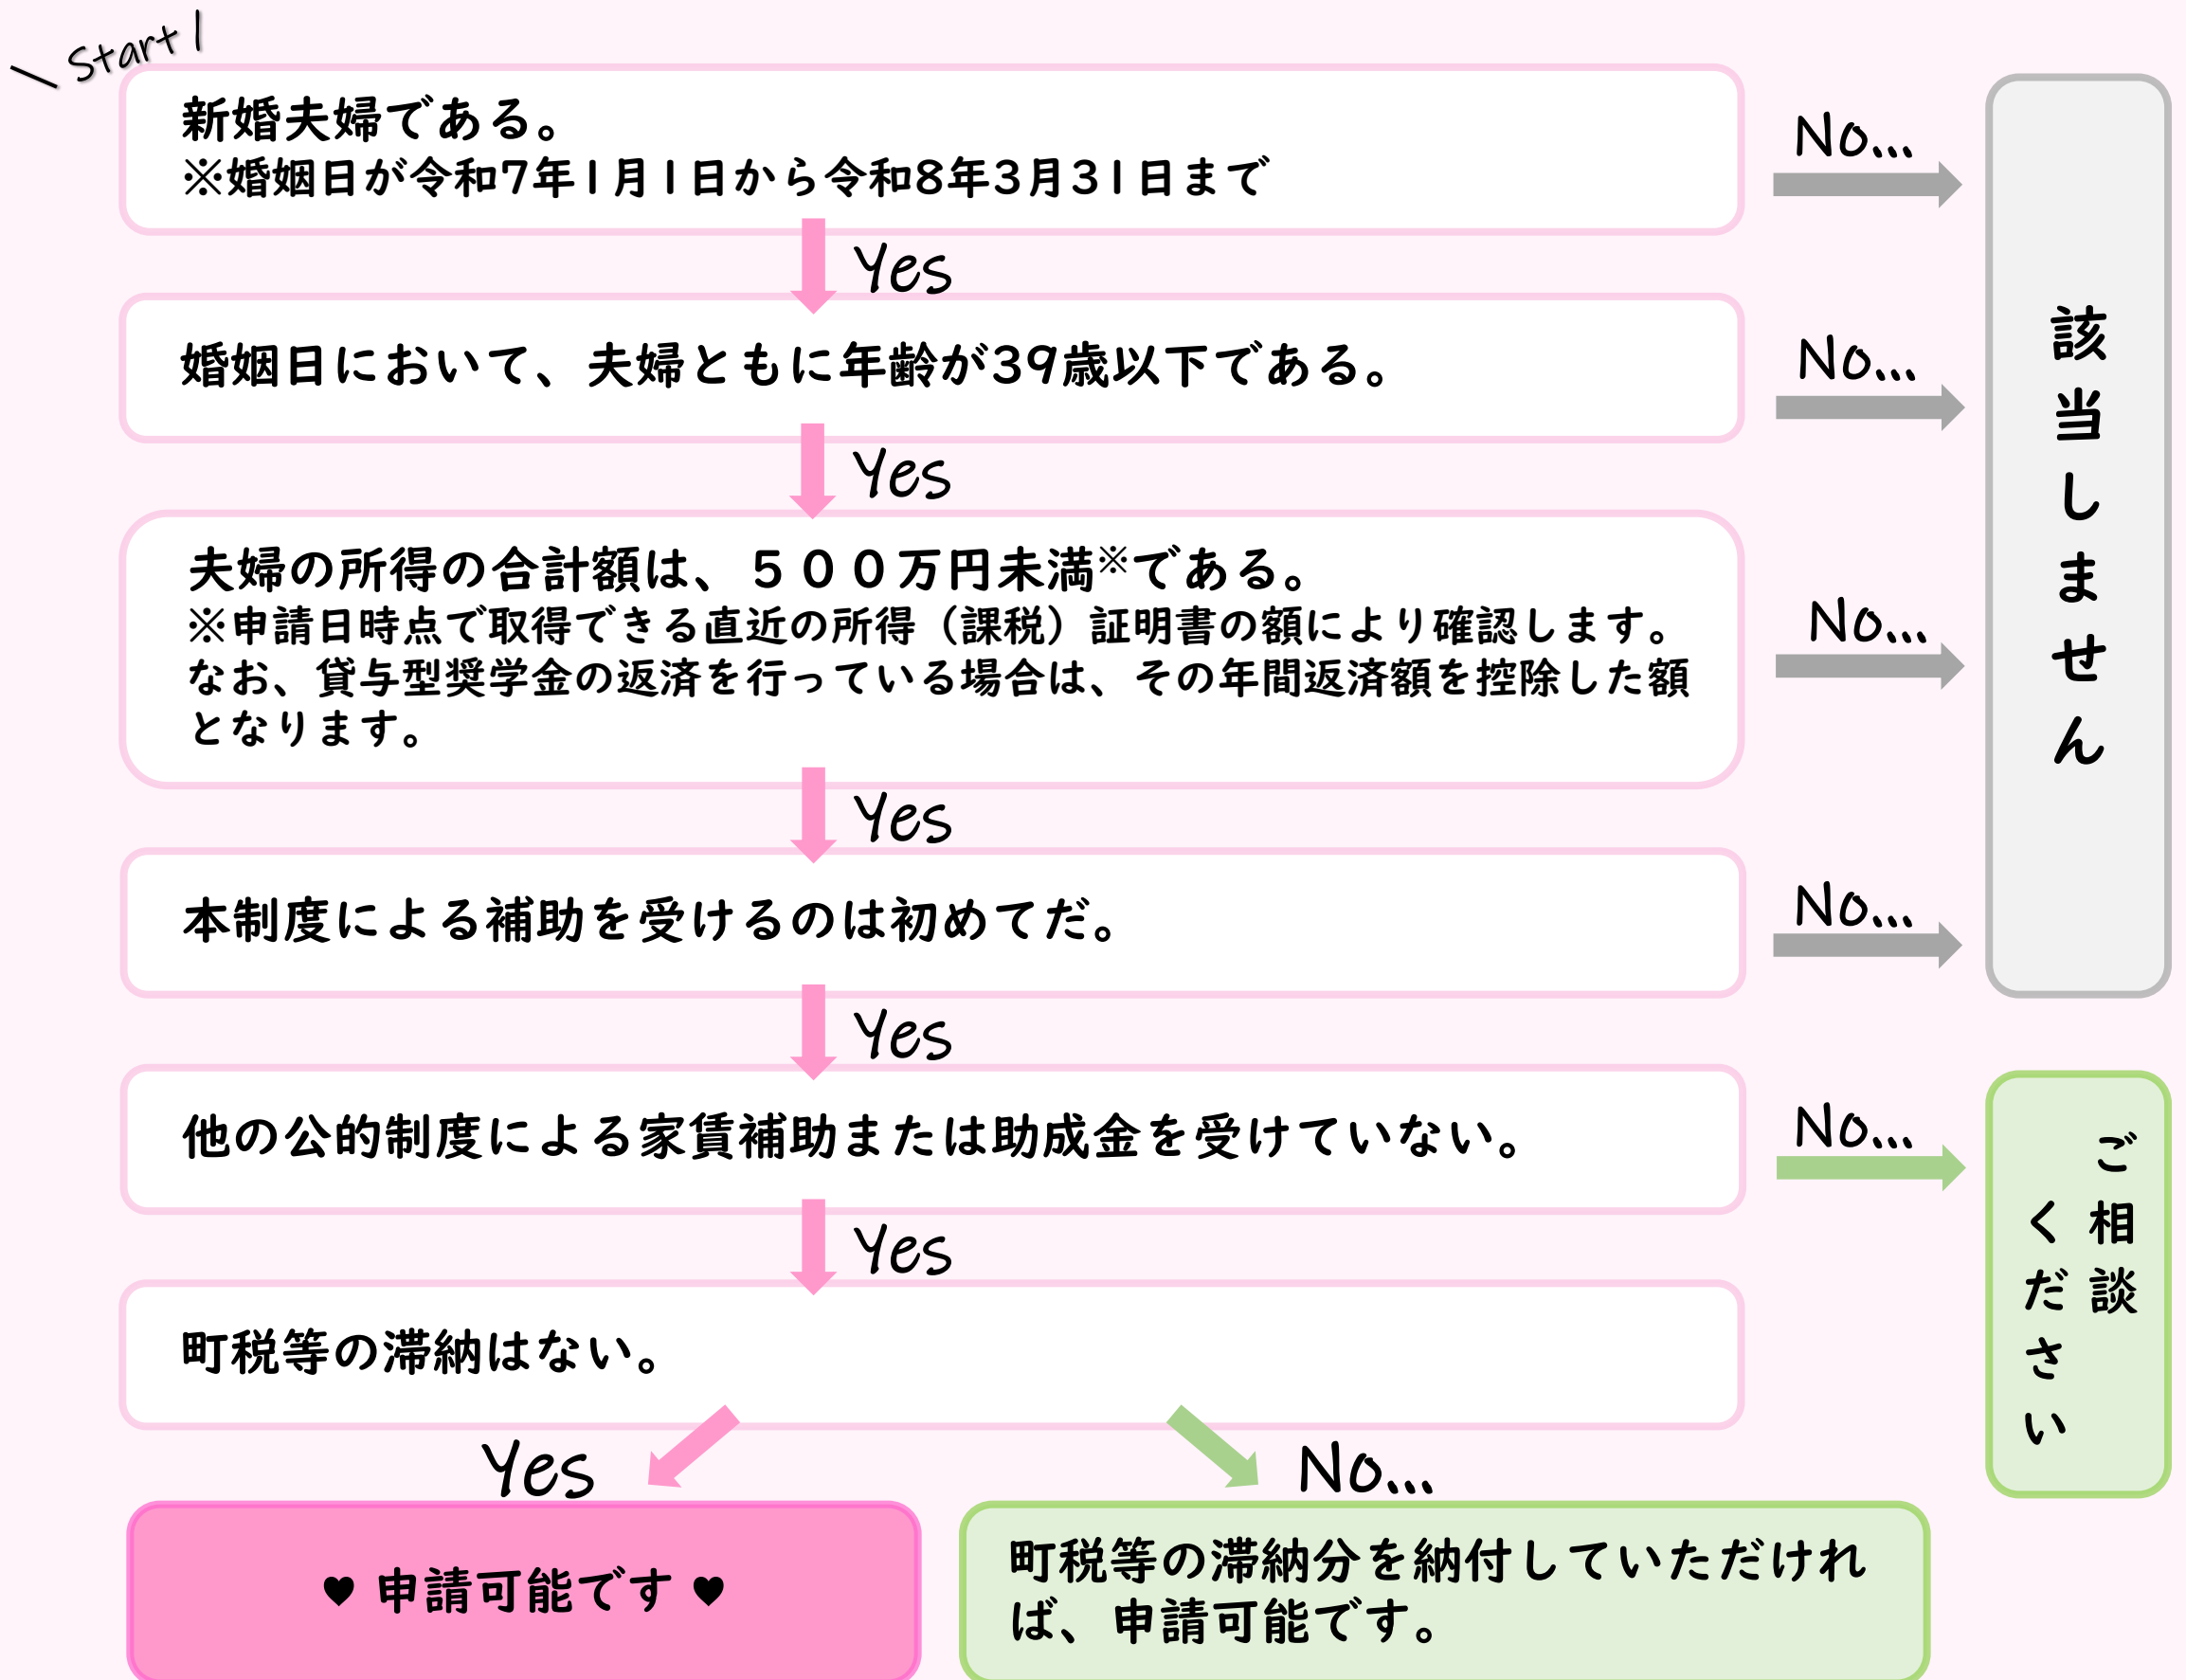 \ Start /
新婚夫婦である。
※婚姻日が令和7年1月1日から令和8年3月31日まで
No...
Yes
婚姻日において、夫婦ともに年齢が39歳以下である。
No...
Yes
夫婦の所得の合計額は、５００万円未満※である。
※申請日時点で取得できる直近の所得（課税）証明書の額により確認します。
なお、貸与型奨学金の返済を行っている場合は、その年間返済額を控除した額
となります。
No...
Yes
本制度による補助を受けるのは初めてだ。
No...
該当しません
Yes
他の公的制度による家賃補助または助成金を受けていない。
No...
ご相談
ください
Yes
町税等の滞納はない。
Yes
No...
♥ 申請可能です ♥
町税等の滞納分を納付していただけれ
ば、申請可能です。